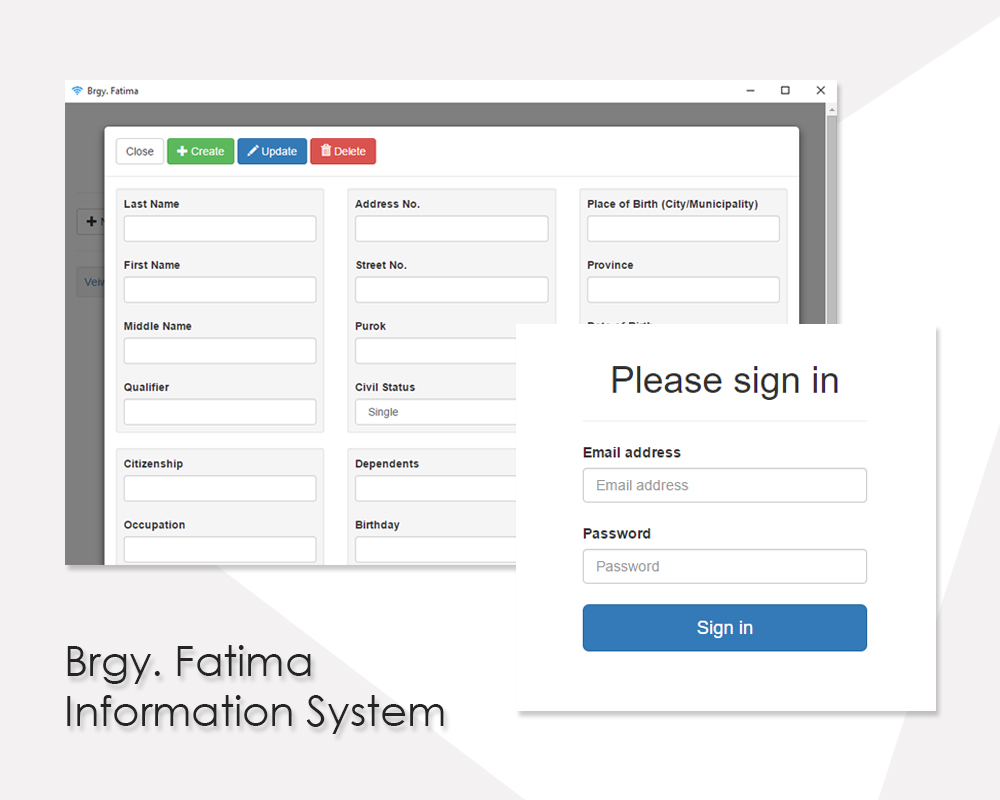 Brgy. Fatima
Close
Create
Update
Delete
Last Name
First Name
Middle Name
Qualifier
Address No.
Street No.
Purok
Civil Status
Single
Place of Birth (City/Municipality)
Province
Citizenship
Occupation
Dependents
Birthday
Veiw
Please sign in
Email address
Email address
Password
Password
Sign in
Brgy. Fatima
Information System